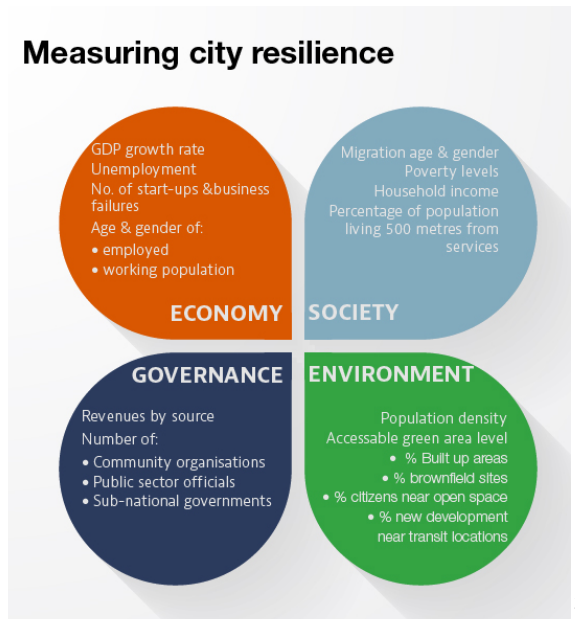 Measuring city resilience
GDP growth rate
Unemployment
No. of start-ups &business
failures
Age & gender of:
• employed
• working population
ECONOMY
Migration age & gender
Poverty levels
Household income
Percentage of population
living 500 metres from
services
SOCIETY
GOVERNANCE
Revenues by source
Number of:
• Community organisations
• Public sector officials
• Sub-national governments
ENVIRONMENT
Population density
Accessable green area level
• % Built up areas
• % brownfield sites
• % citizens near open space
• % new development
near transit locations